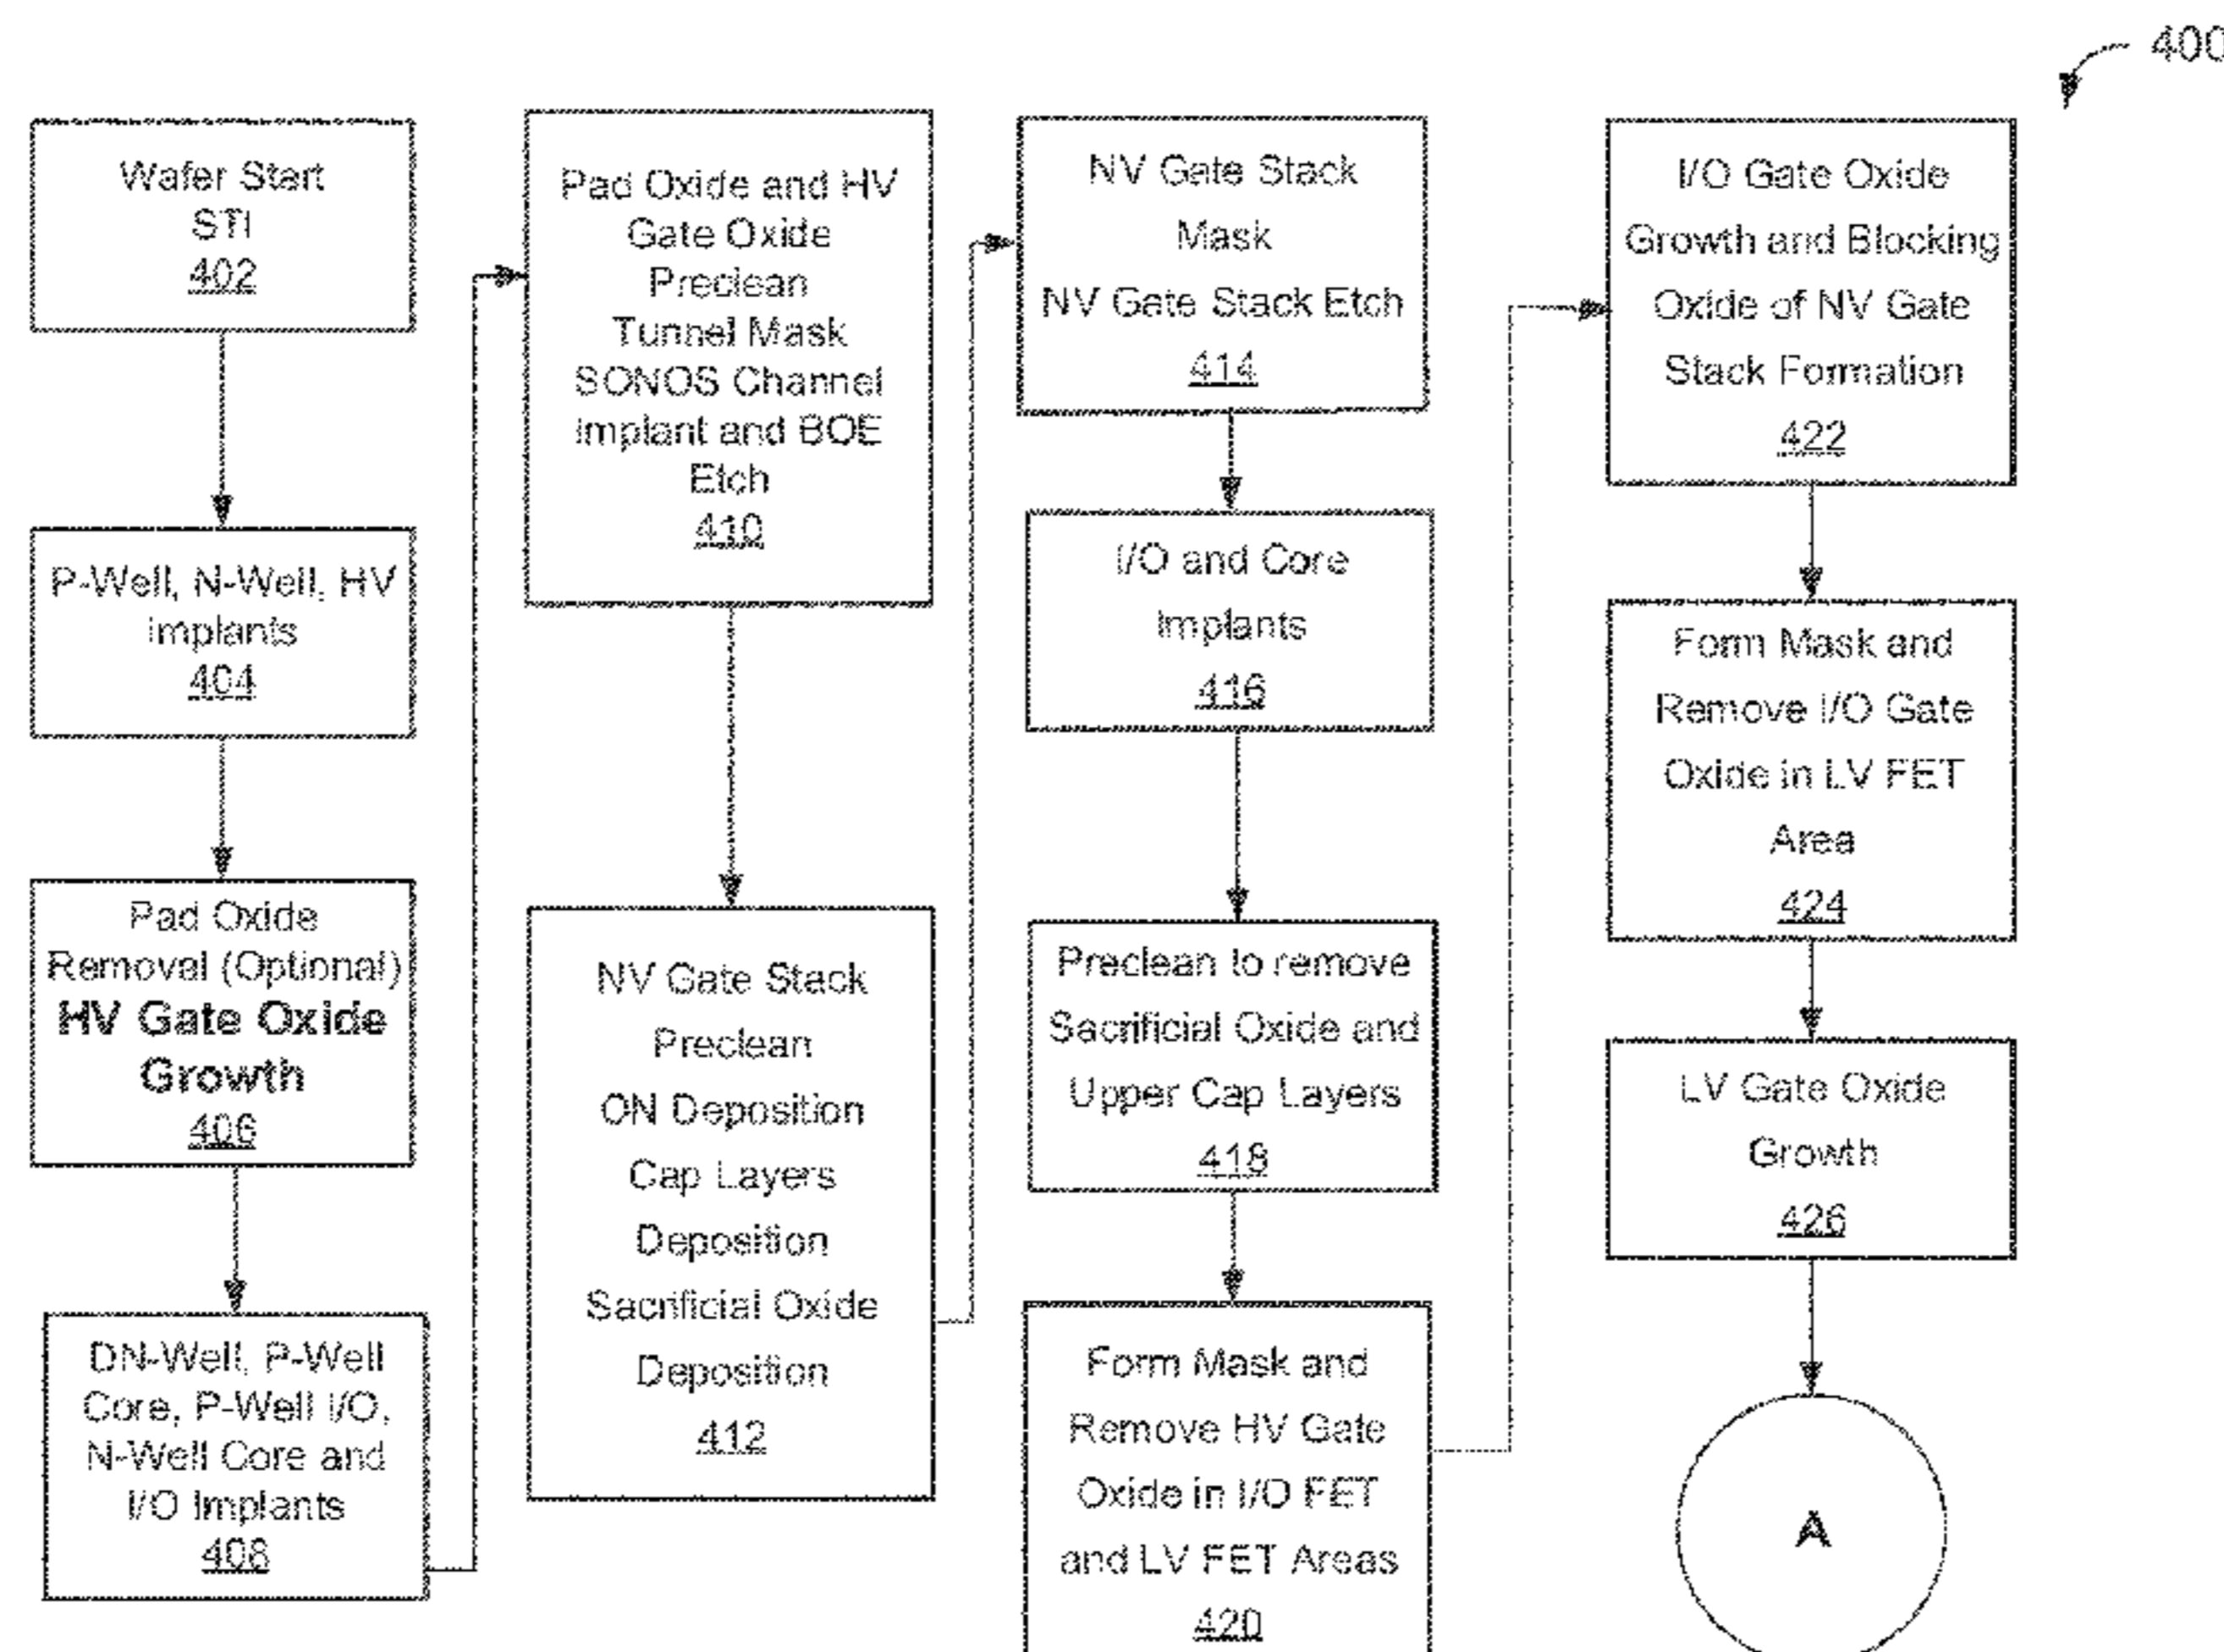 400
Wafer Start
STI
402
P-Well, N-Well, HV
Implants
404
Pad Oxide
Removal (Optional)
HV Gate Oxide
Growth
406
DN-Well, P-Well
Core, P-Well I/O,
N-Well Core and
I/O Implants
408
Pad Oxide and HV
Gate Oxide
Preclean
Tunnel Mask
SONOS Channel
Implant and BOE
Etch
410
NV Gate Stack
Preclean
ON Deposition
Cap Layers
Deposition
Sacrificial Oxide
Deposition
412
NV Gate Stack
Mask
NV Gate Stack Etch
414
I/O and Core
Implants
416
Preclean to remove
Sacrificial Oxide and
Upper Cap Layers
418
Form Mask and
Remove HV Gate
Oxide in I/O FET
and LV FET Areas
420
I/O Gate Oxide
Growth and Blocking
Oxide of NV Gate
Stack Formation
422
Form Mask and
Remove I/O Gate
Oxide in LV FET
Area
424
LV Gate Oxide
Growth
426
A